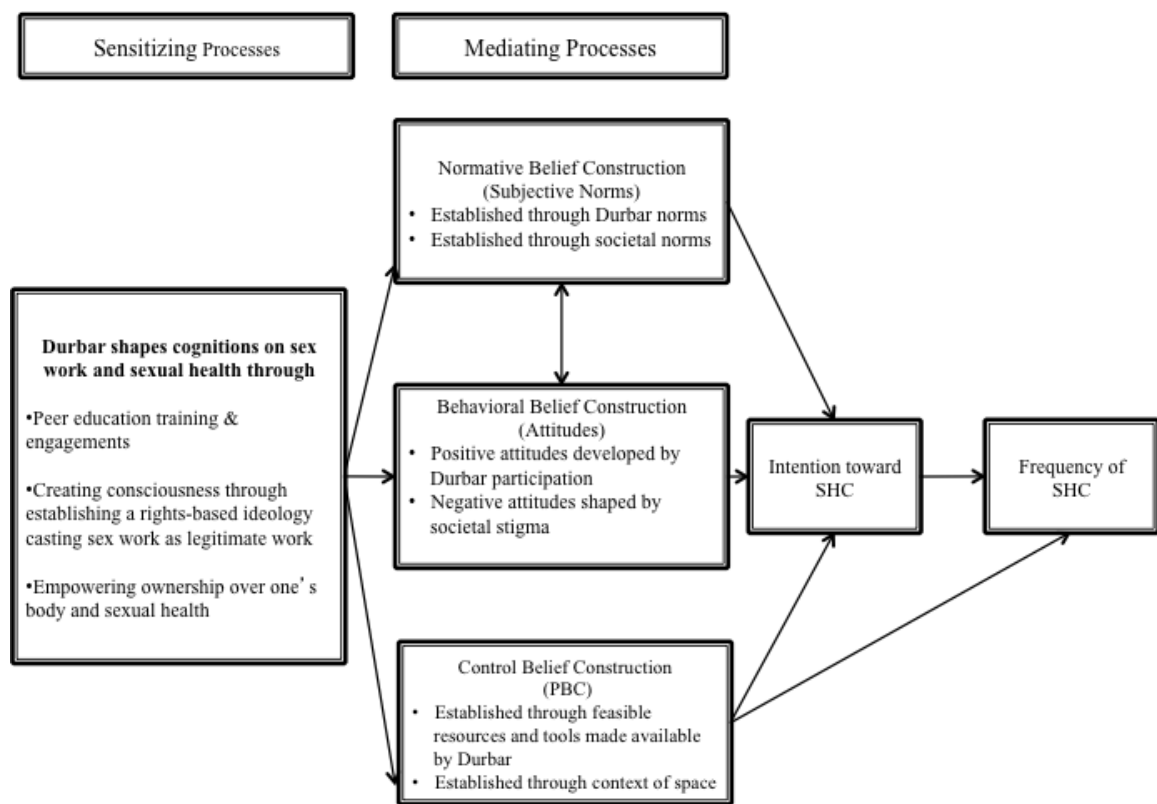 Sensitizing Processes
Mediating Processes
Normative Belief Construction
(Subjective Norms)
• Established through Durbar norms
• Established through societal norms
Durbar shapes cognitions on sex
work and sexual health through
•Peer education training &
engagements
•Creating consciousness through
establishing a rights-based ideology
casting sex work as legitimate work
•Empowering ownership over one's
body and sexual health
Behavioral Belief Construction
(Attitudes)
• Positive attitudes developed by
Durbar participation
• Negative attitudes shaped by
societal stigma
Intention toward
SHC
Frequency of
SHC
Control Belief Construction
(PBC)
• Established through feasible
resources and tools made available
by Durbar
• Established through context of space